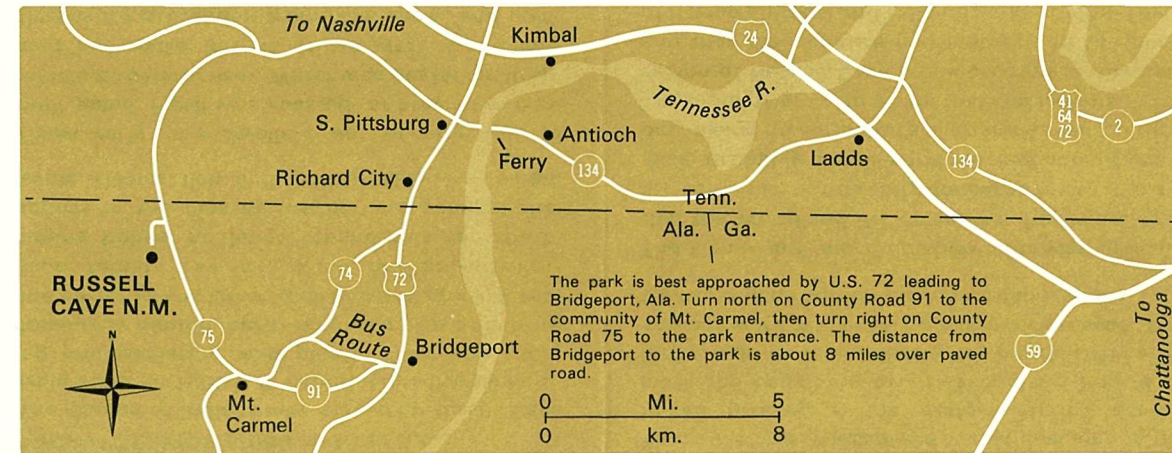 To Nashville
Kimbal
24
Tennessee R.
41
64
72
2
S. Pittsburg
Antioch
Ferry
134
Ladds
134
Richard City
Tenn.
Ala.
Ga.
RUSSELL
CAVE N.M.
N
74
72
75
Bus
Route
Bridgeport
91
Mt.
Carmel
The park is best approached by U.S. 72 leading to
Bridgeport, Ala. Turn north on County Road 91 to the
community of Mt. Carmel, then turn right on County
Road 75 to the park entrance. The distance from
Bridgeport to the park is about 8 miles over paved
road.
0 Mi. 5
0 km. 8
59
To
Chattanooga